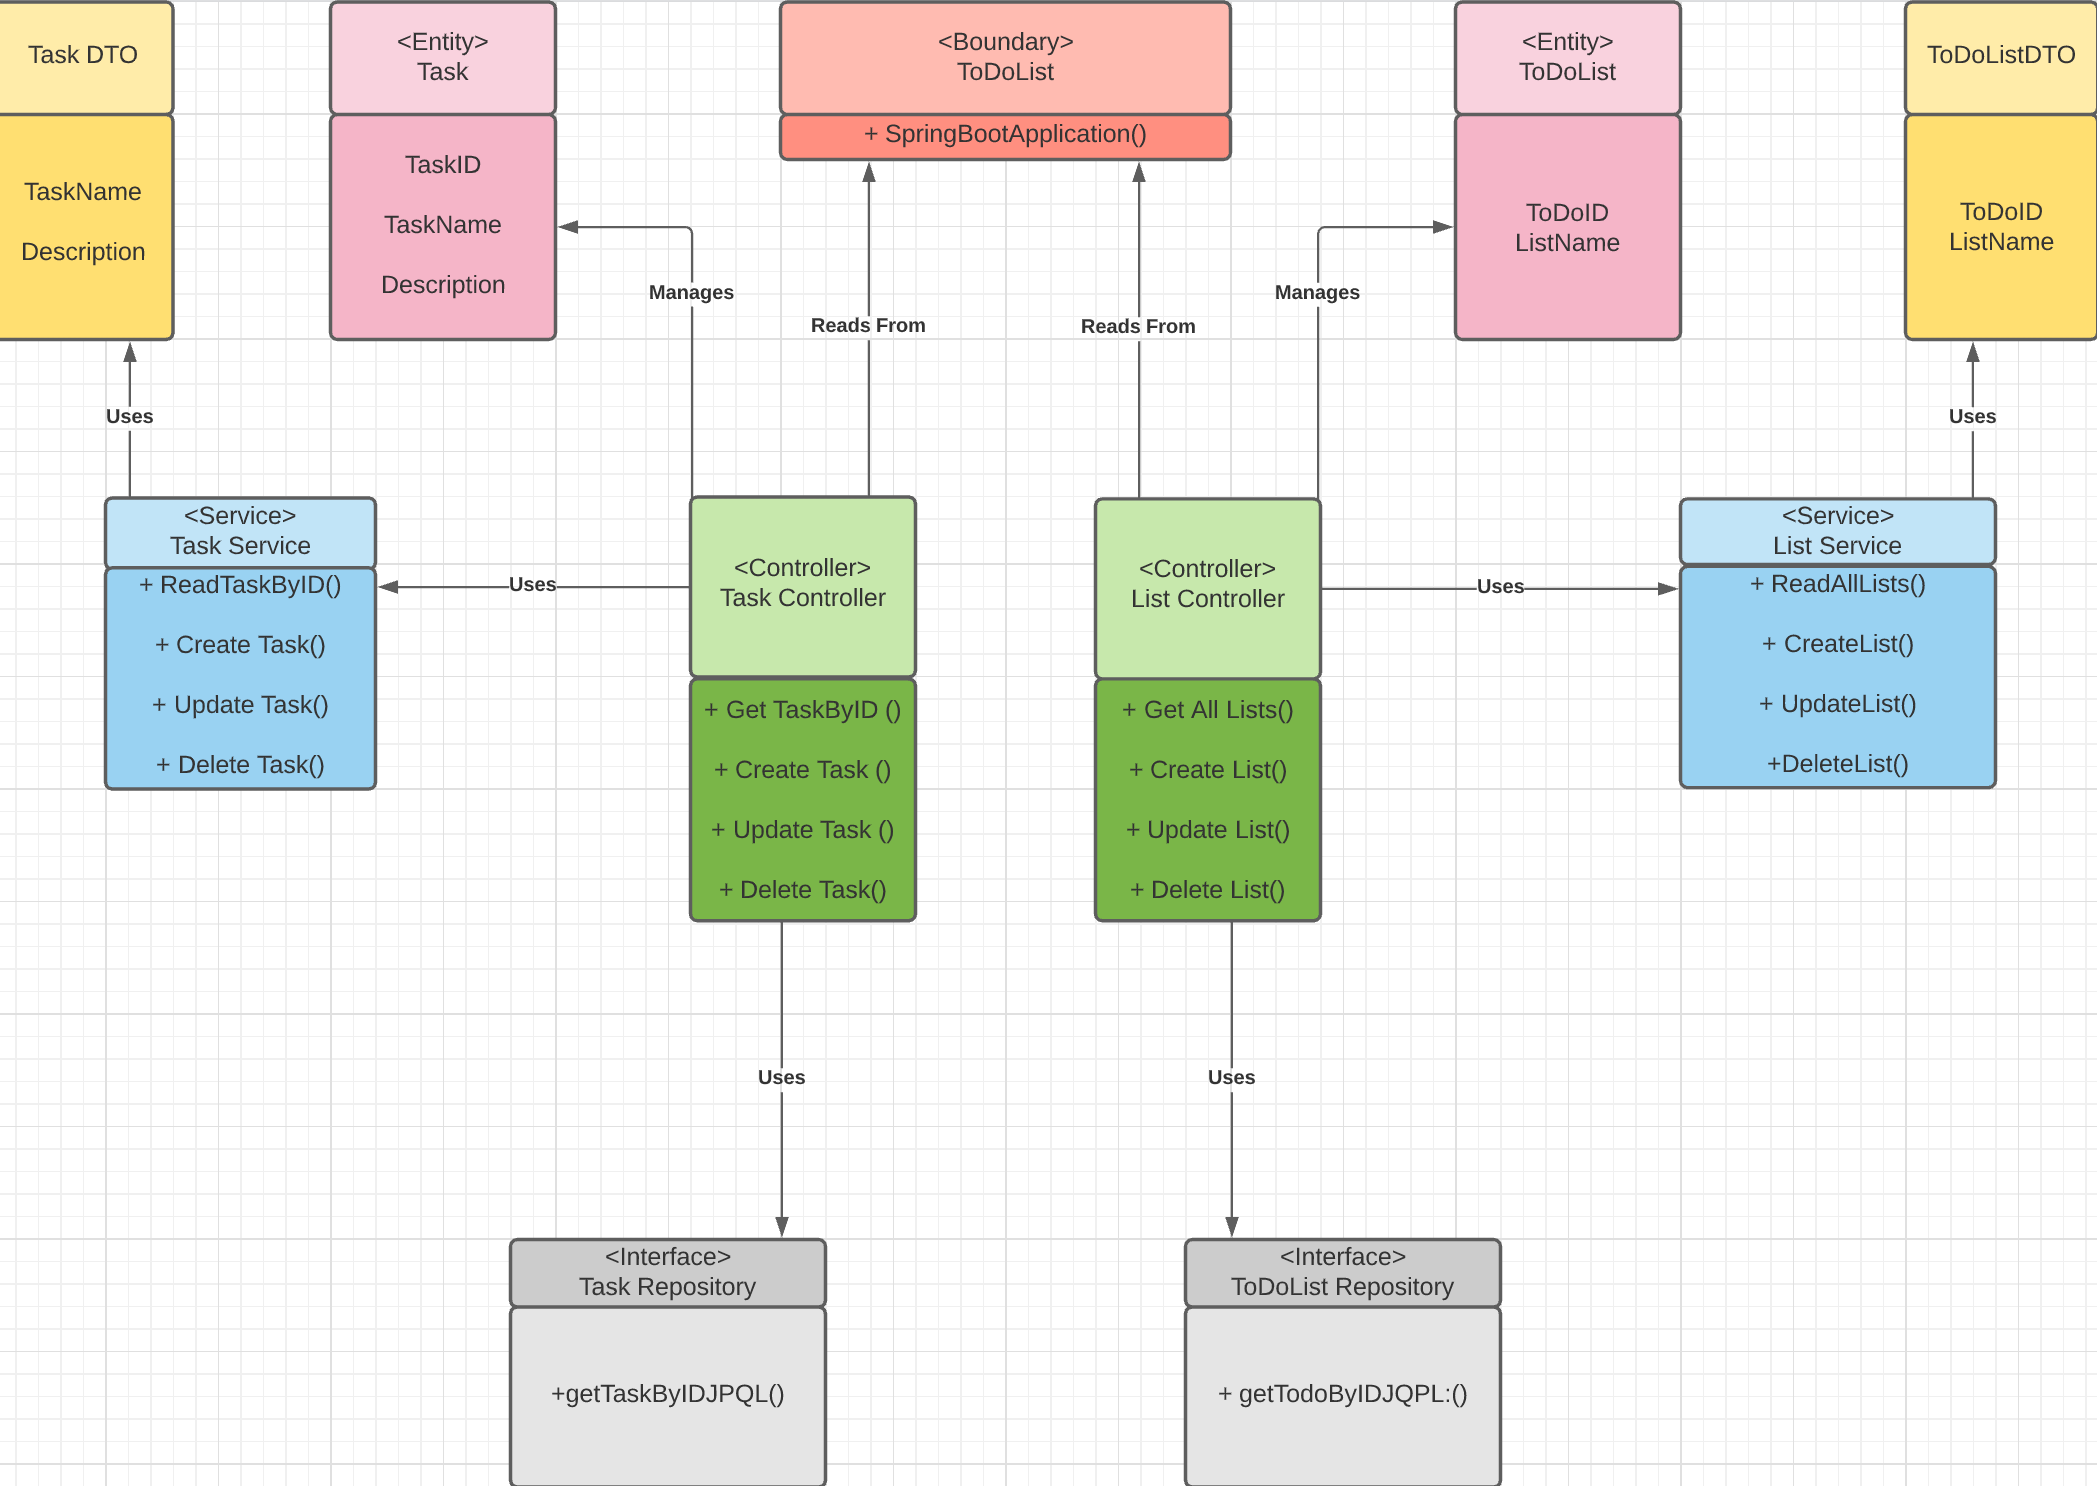 Task DTO
TaskName
Description
<Entity>
Task
TaskID
TaskName
Description
<Boundary>
ToDoList
+ SpringBootApplication()
<Entity>
ToDoList
ToDoID
ListName
ToDoListDTO
ToDoID
ListName
Manages
Reads From
Reads From
Manages
Uses
Uses
<Service>
Task Service
+ ReadTaskByID()
+ Create Task()
+ Update Task()
+ Delete Task()
Uses
<Controller>
Task Controller
+ Get TaskByID ()
+ Create Task ()
+ Update Task ()
+ Delete Task()
<Controller>
List Controller
+ Get All Lists()
+ Create List()
+ Update List()
+ Delete List()
Uses
<Service>
List Service
+ ReadAllLists()
+ CreateList()
+ UpdateList()
+DeleteList()
Uses
Uses
<Interface>
Task Repository
+getTaskByIDJPQL()
<Interface>
ToDoList Repository
+ getTodoByIDJQPL:()